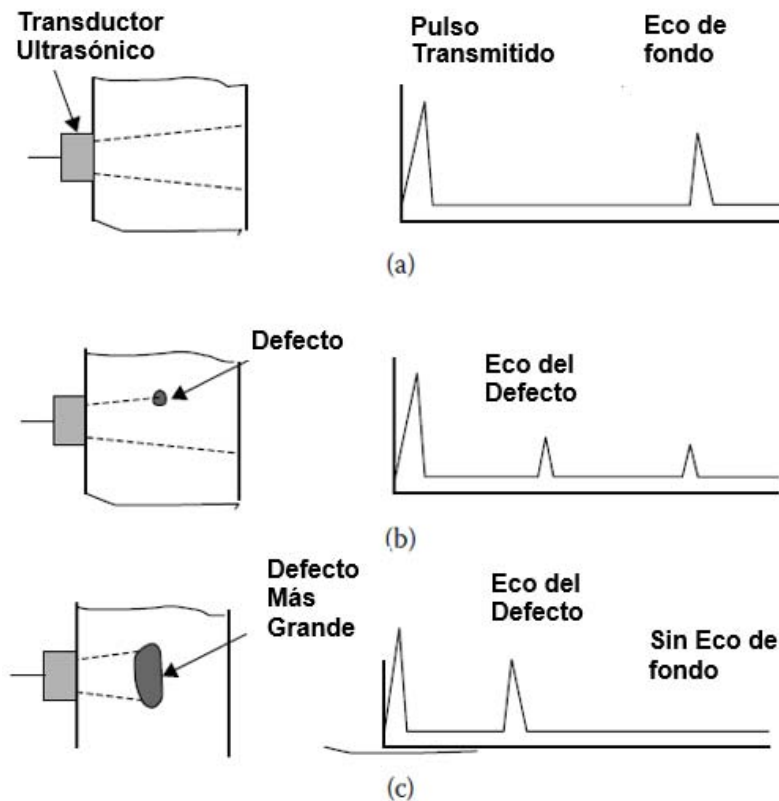 Transductor
Ultrasónico
Pulso
Transmitido
Eco de
fondo
(a)
Defecto
Eco del
Defecto
(b)
Defecto
Más
Grande
Eco del
Defecto
Sin Eco de
fondo
(c)